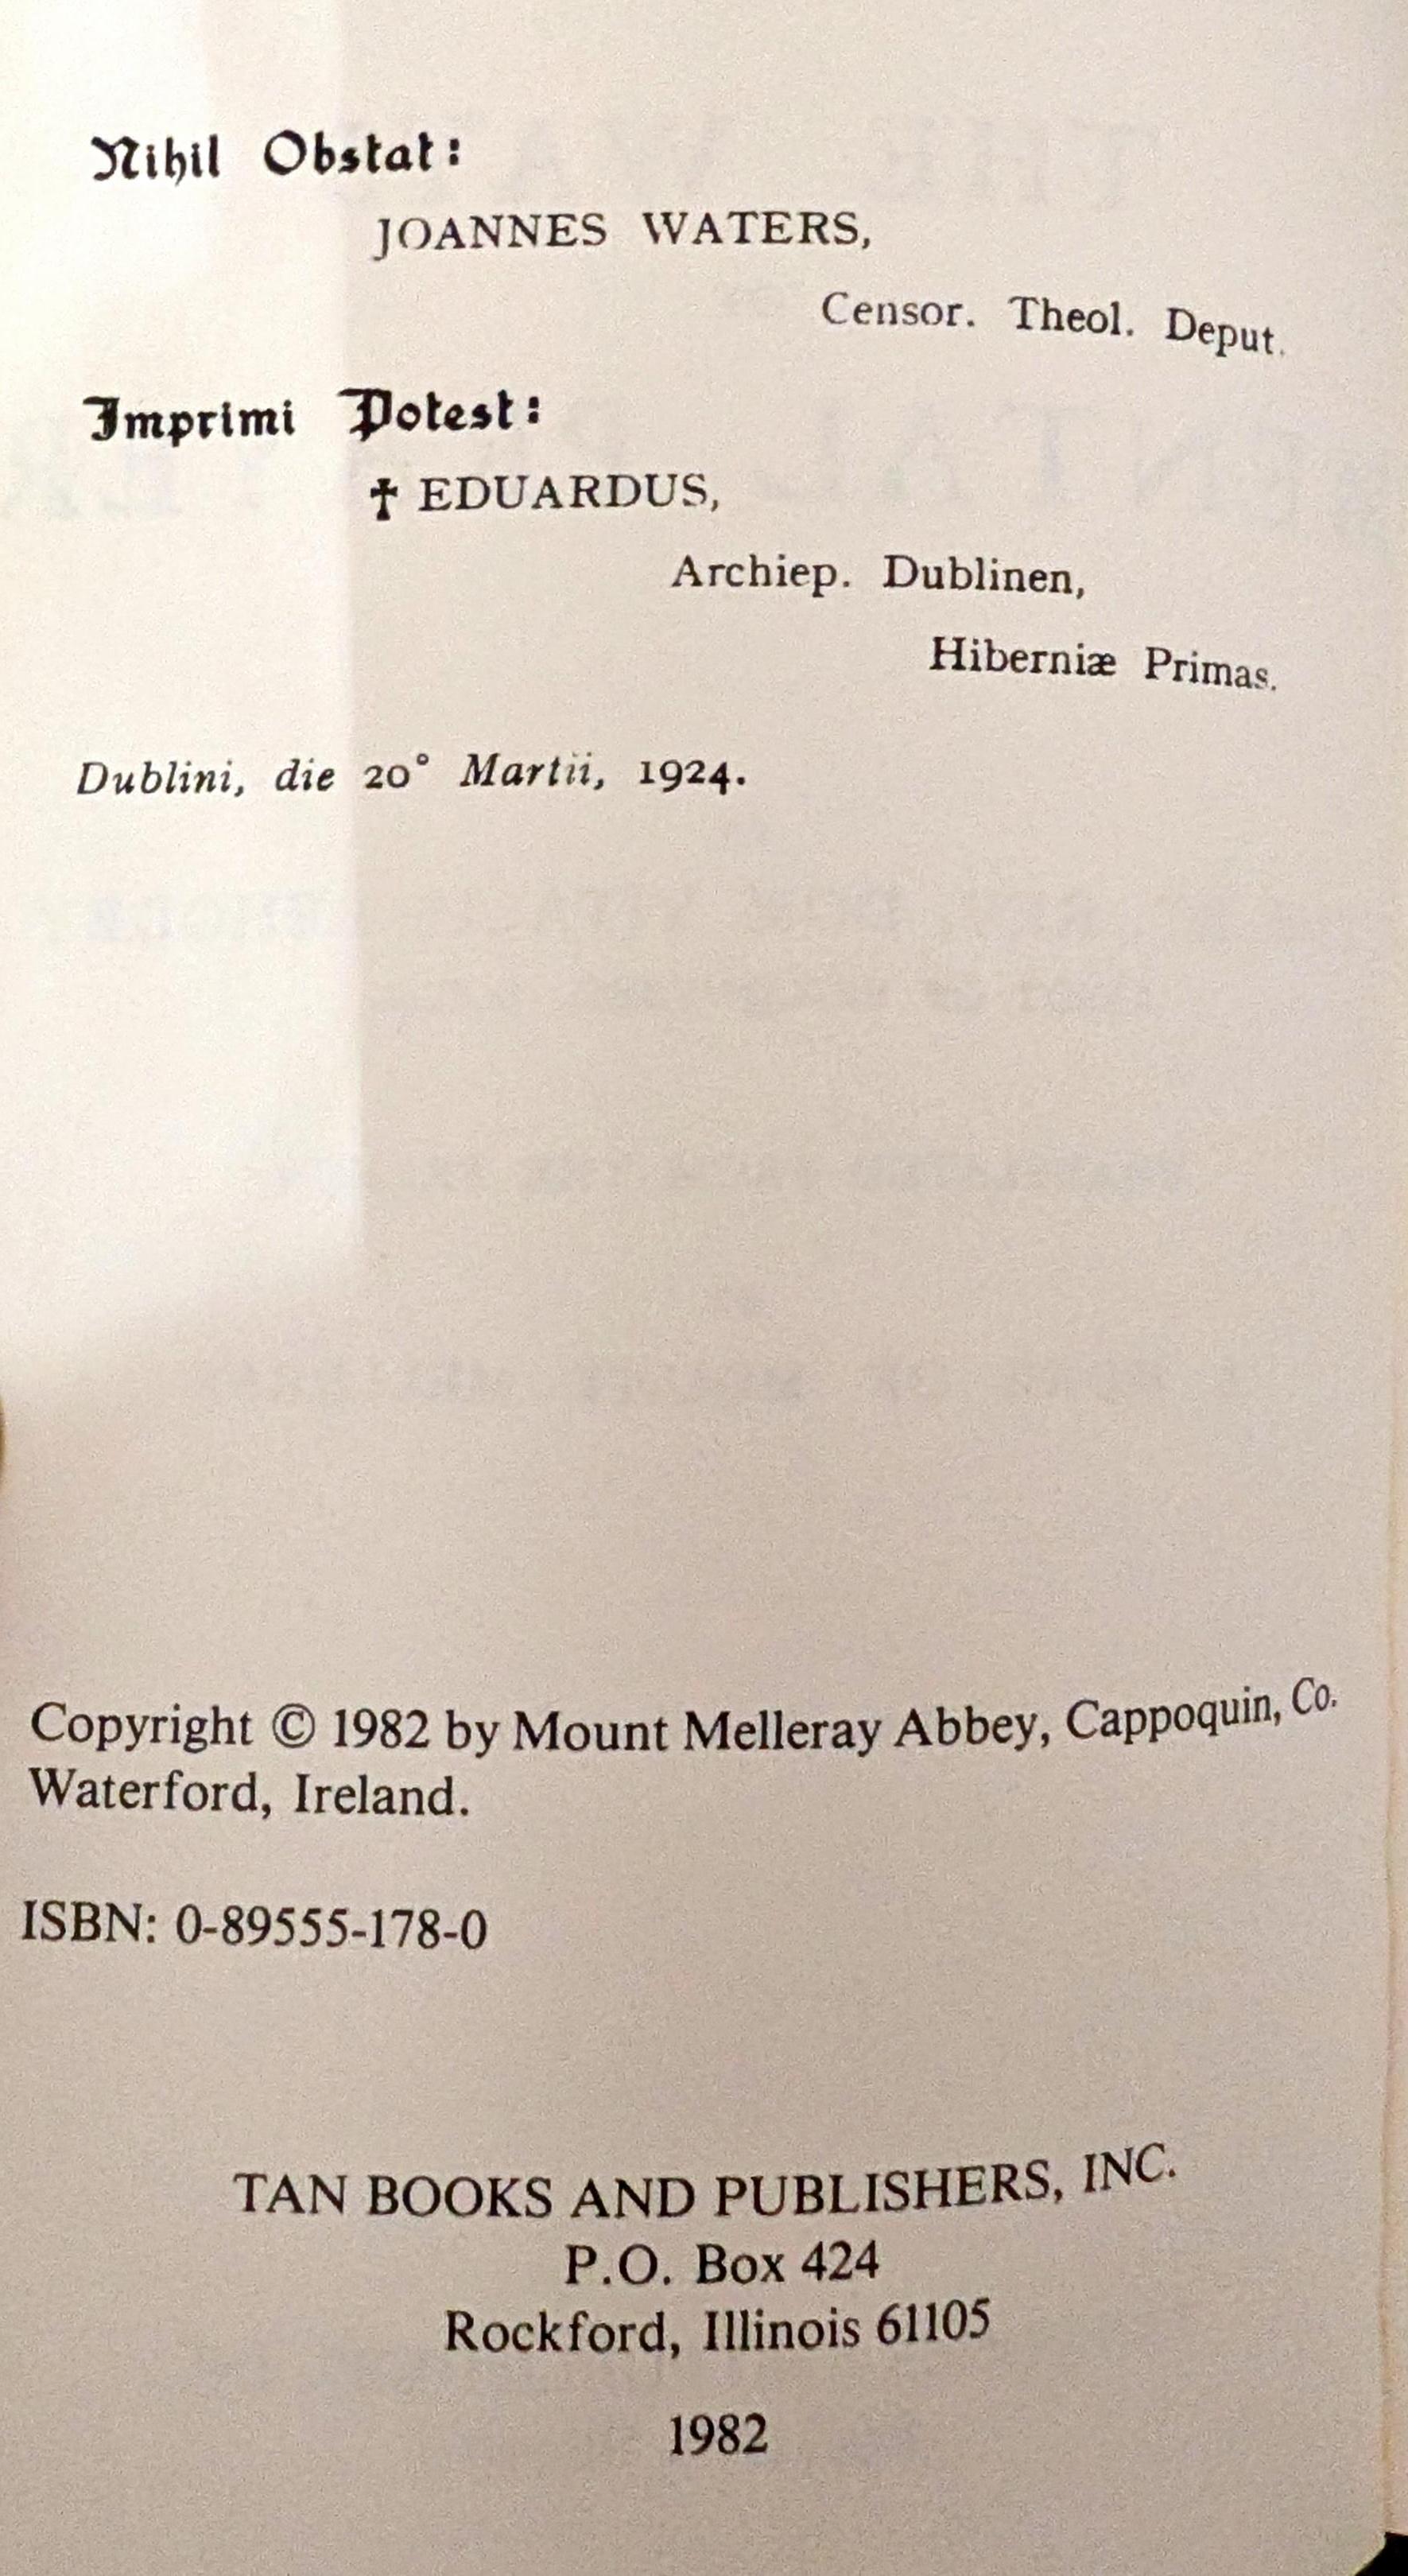 Nihil Obstat:
JOANNES WATERS,
Censor. Theol. Deput.
Imprimi Potest:
✝ EDUARDUS,
Archiep. Dublinen,
Hiberniæ Primas.
Dublini, die 20° Martii, 1924.
Copyright © 1982 by Mount Melleray Abbey, Cappoquin, Co.
Waterford, Ireland.
ISBN: 0-89555-178-0
TAN BOOKS AND PUBLISHERS, INC.
P.O. Box 424
Rockford, Illinois 61105
1982